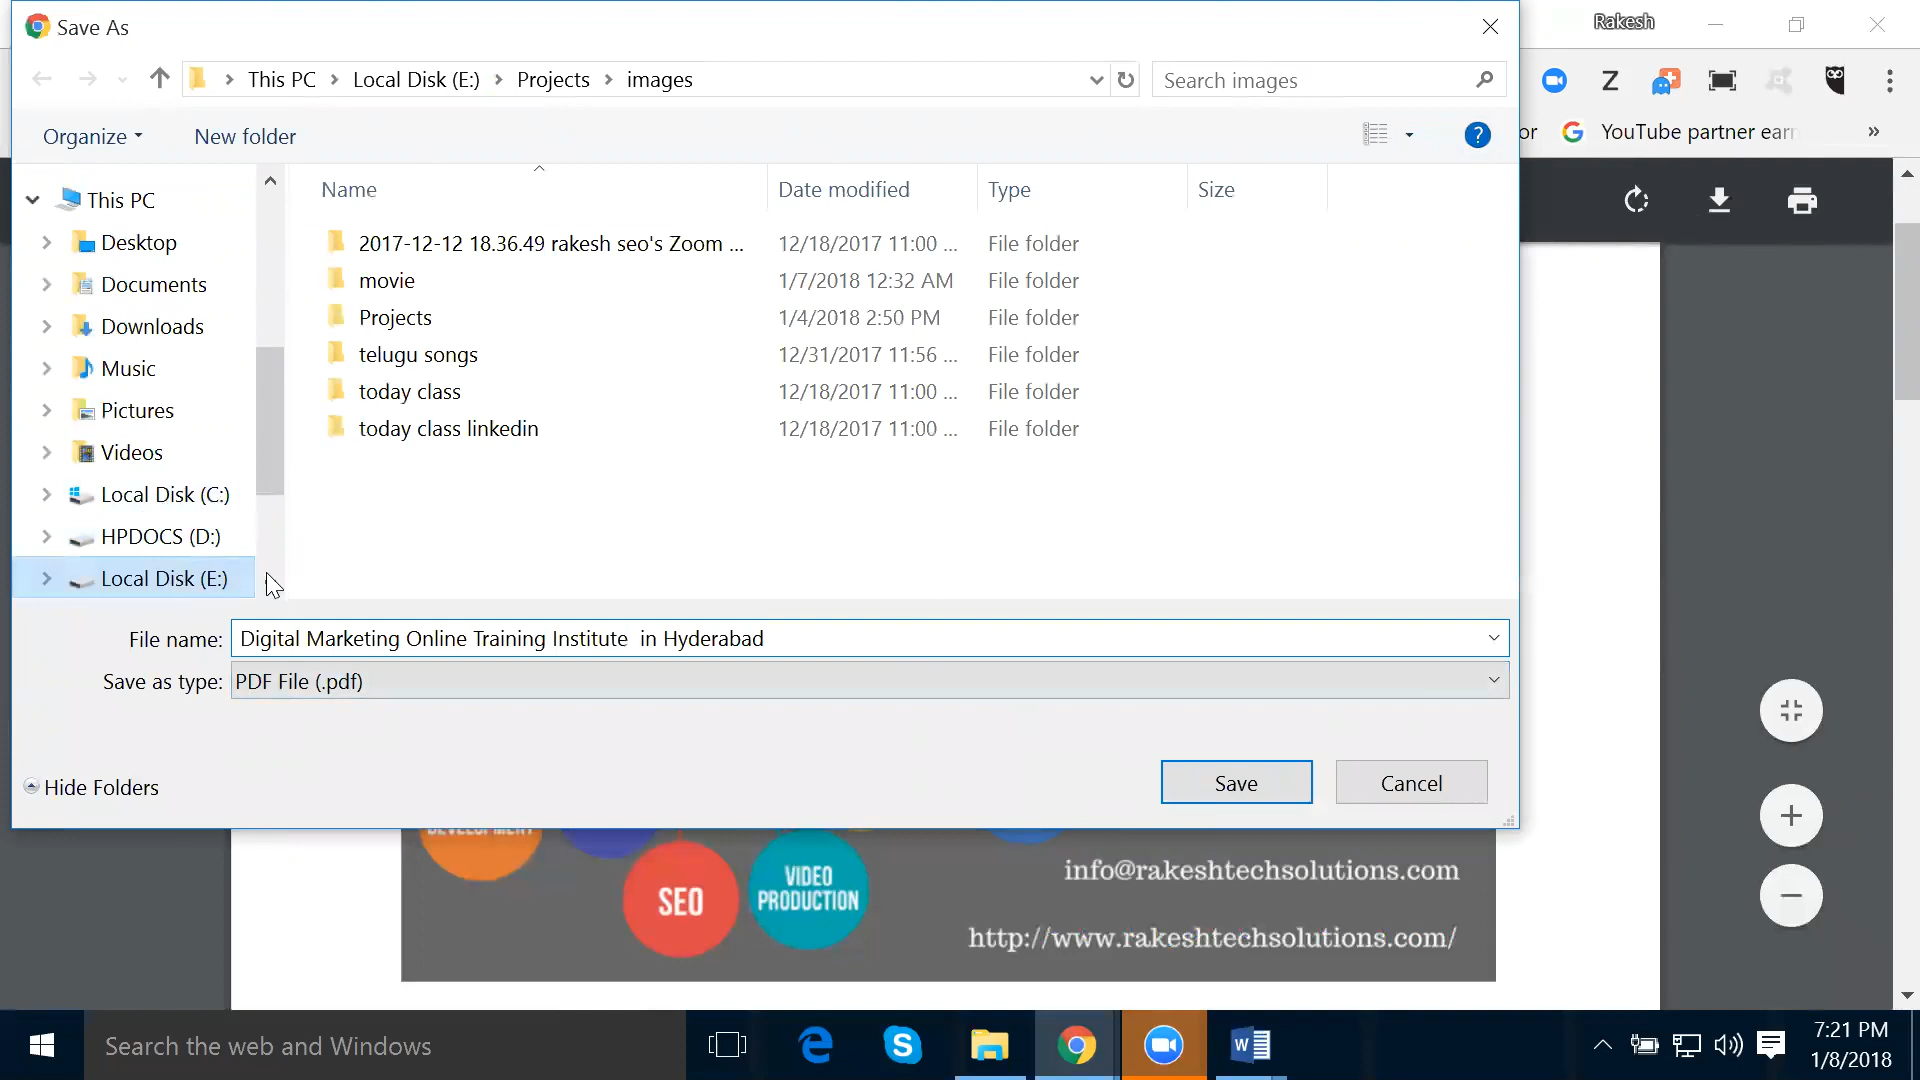 Save As
Rakesh
This PC
Local Disk (E:)
Projects
images
Search images
Z
Organize
New folder
?
or
YouTube partner earn
»
Name
Date modified
Type
Size
This PC
Desktop
Documents
Downloads
Music
Pictures
Videos
Local Disk (C:)
HPDOCS (D:)
Local Disk (E:)
2017-12-12 18.36.49 rakesh seo's Zoom ... 12/18/2017 11:00 ... File folder
movie 1/7/2018 12:32 AM File folder
Projects 1/4/2018 2:50 PM File folder
telugu songs 12/31/2017 11:56 ... File folder
today class 12/18/2017 11:00 ... File folder
today class linkedin 12/18/2017 11:00 ... File folder
File name: Digital Marketing Online Training Institute  in Hyderabad
Save as type: PDF File (.pdf)
Hide Folders
Save
Cancel
DEVELOPMENT
SEO
VIDEO
PRODUCTION
info@rakeshtechsolutions.com
http://www.rakeshtechsolutions.com/
Search the web and Windows
7:21 PM
1/8/2018